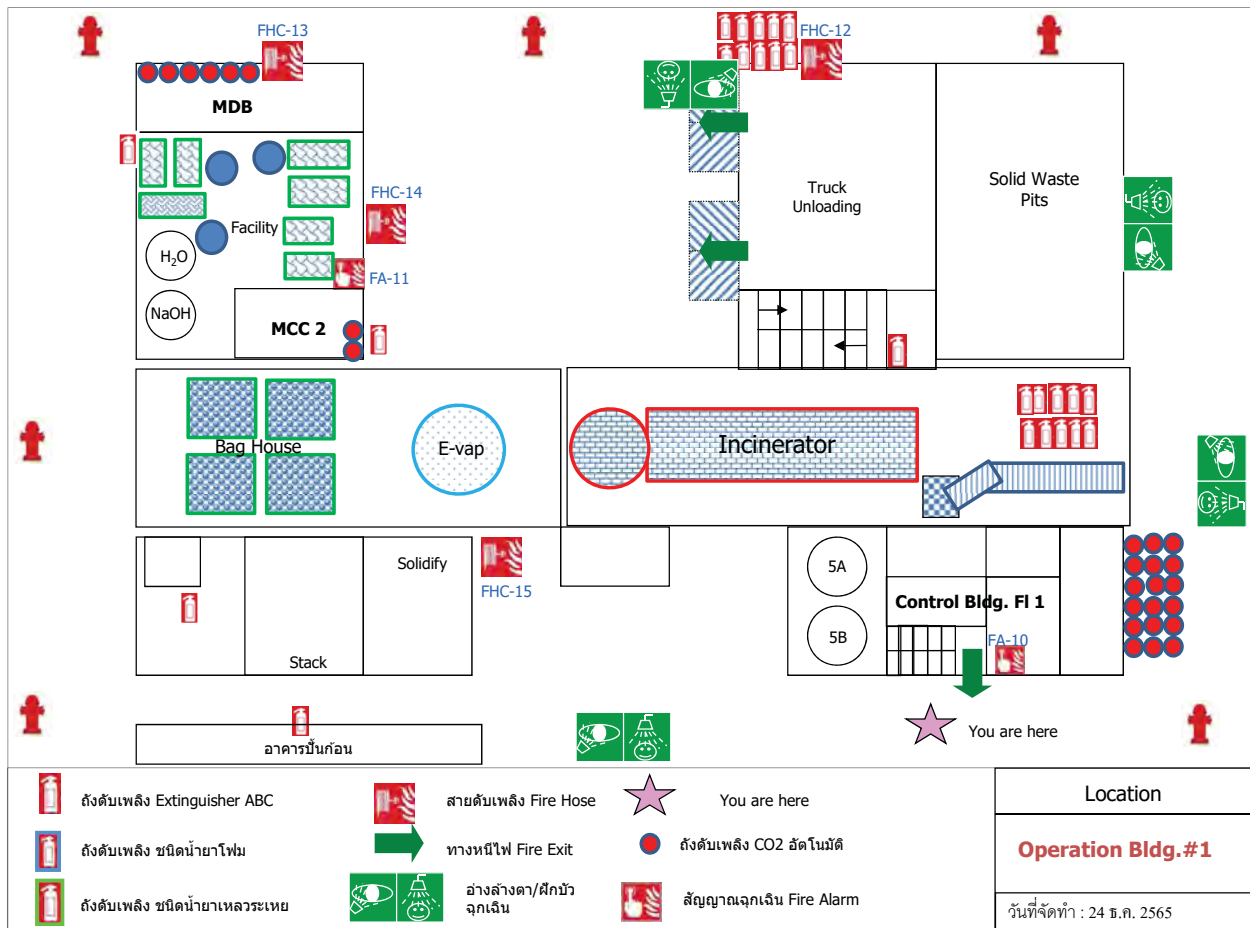 FHC-13
FHC-12
MDB
FHC-14
Facility
H2O
FA-11
NaOH
MCC 2
Truck
Unloading
Solid Waste
Pits
Bag House
E-vap
Incinerator
Solidify
FHC-15
Stack
5A
5B
Control Bldg. Fl 1
FA-10
You are here
อาคารปั้นก้อน
ถังดับเพลิง Extinguisher ABC
สายดับเพลิง Fire Hose
You are here
ถังดับเพลิง ชนิดน้ำยาโฟม
ทางหนีไฟ Fire Exit
ถังดับเพลิง CO2 อัตโนมัติ
ถังดับเพลิง ชนิดน้ำยาเหลวระเหย
อ่างล้างตา/ฝักบัว
ฉุกเฉิน
สัญญาณฉุกเฉิน Fire Alarm
Location
Operation Bldg.#1
วันที่จัดทำ : 24 ธ.ค. 2565